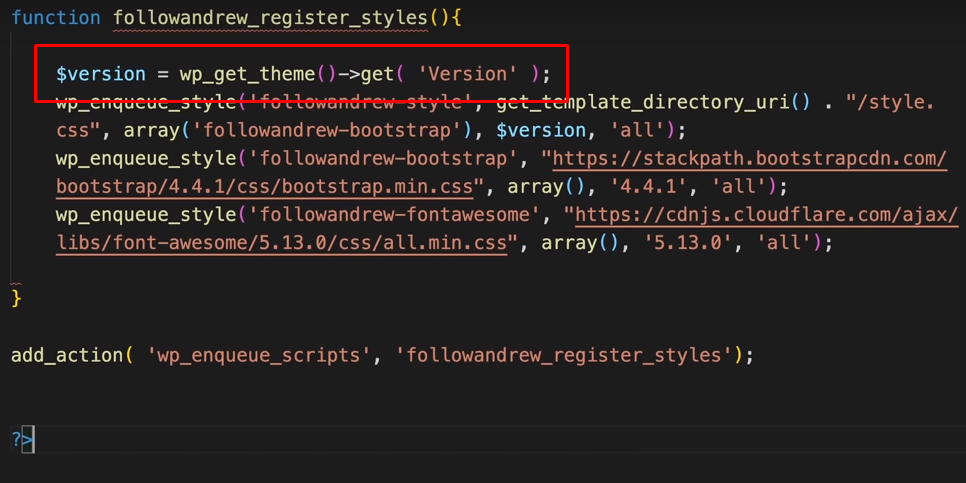 function followandrew_register_styles(){
$version = wp_get_theme()->get( 'Version' );
wp_enqueue_style('followandrew-style', get_template_directory_uri() . "/style.
css", array('followandrew-bootstrap'), $version, 'all');
wp_enqueue_style('followandrew-bootstrap', "https://stackpath.bootstrapcdn.com/
bootstrap/4.4.1/css/bootstrap.min.css", array(), '4.4.1', 'all');
wp_enqueue_style('followandrew-fontawesome', "https://cdnjs.cloudflare.com/ajax/
libs/font-awesome/5.13.0/css/all.min.css", array(), '5.13.0', 'all');
}
add_action( 'wp_enqueue_scripts', 'followandrew_register_styles');
?>